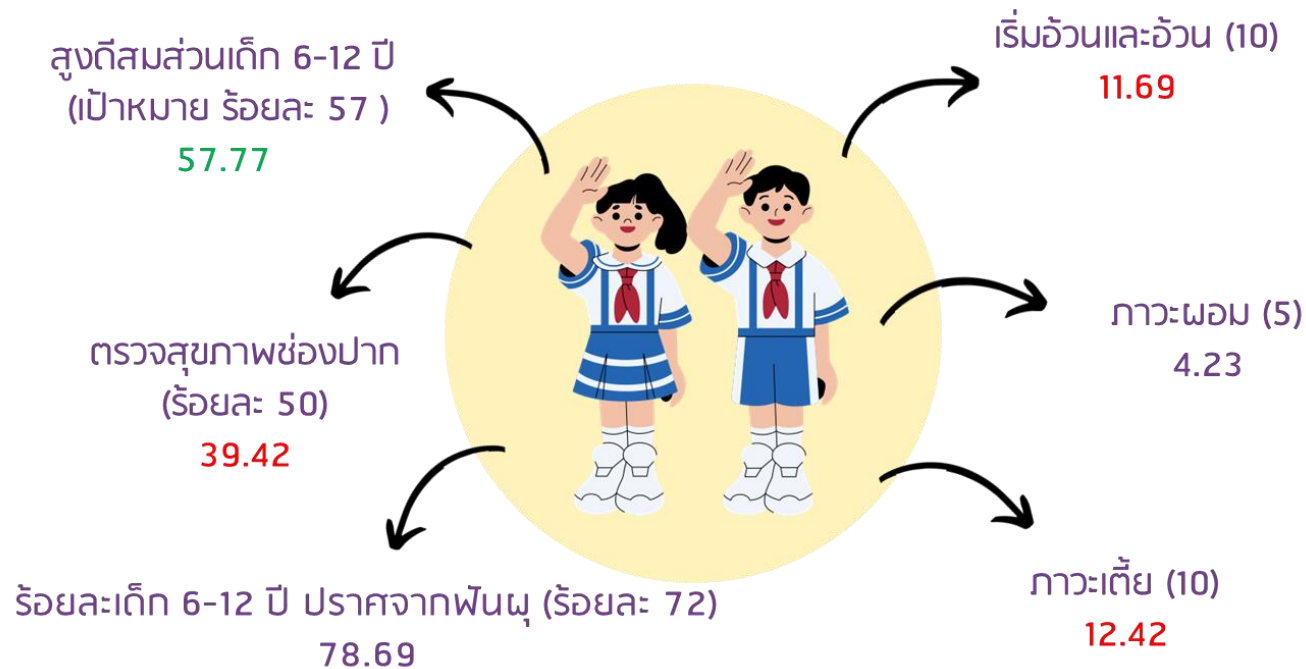 สูงดีสมส่วนเด็ก 6-12 ปี
(เป้าหมาย ร้อยละ 57 )
57.77
ตรวจสุขภาพช่องปาก
(ร้อยละ 50)
39.42
ร้อยละเด็ก 6-12 ปี ปราศจากฟันผุ (ร้อยละ 72)
78.69
เริ่มอ้วนและอ้วน (10)
11.69
ภาวะผอม (5)
4.23
ภาวะเตี้ย (10)
12.42